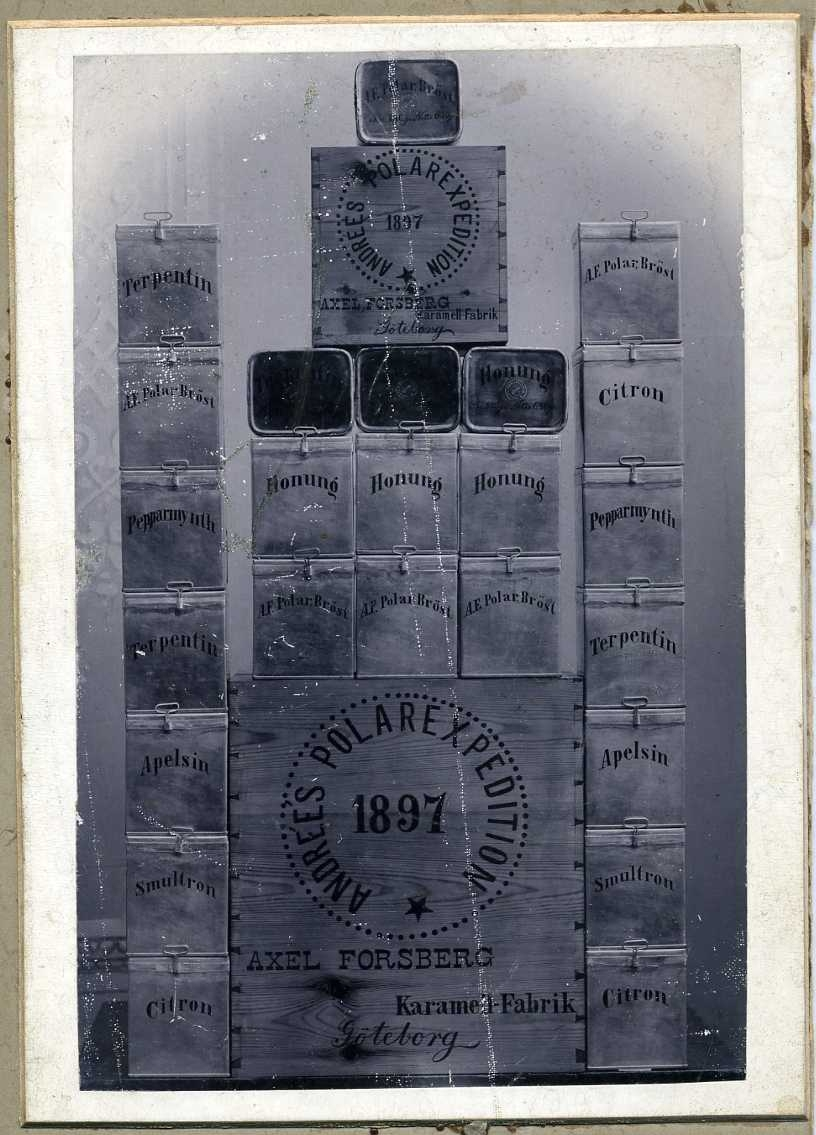 A.F. Polar Bröst
ANDRÉES POLAREXPEDITION
1897
AXEL FORSBERG
Karamell-Fabrik
Göteborg
Terpentin
A.F. Polar Bröst
Pepparmynth
Terpentin
Apelsin
Smultron
Citron
Honung
Honung
Honung
Honung
A.F. Polar Bröst
A.F. Polar Bröst
A.F. Polar Bröst
ANDRÉES POLAREXPEDITION
1897
AXEL FORSBERG
Karamell-Fabrik
Göteborg
A.F. Polar Bröst
Citron
Pepparmynth
Terpentin
Apelsin
Smultron
Citron